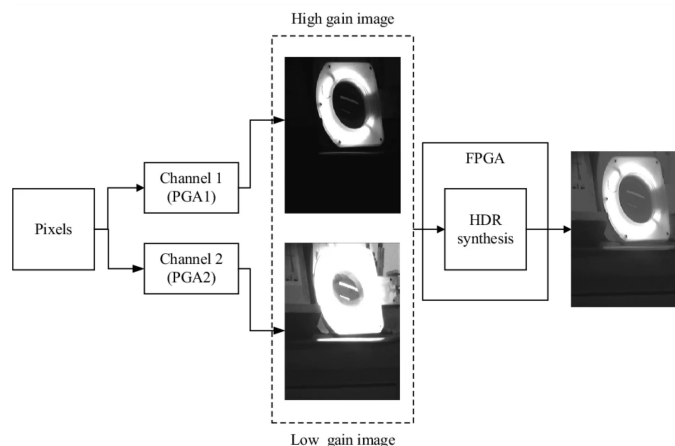 High gain image
Pixels
Channel 1
(PGA1)
Channel 2
(PGA2)
FPGA
HDR
synthesis
Low gain image